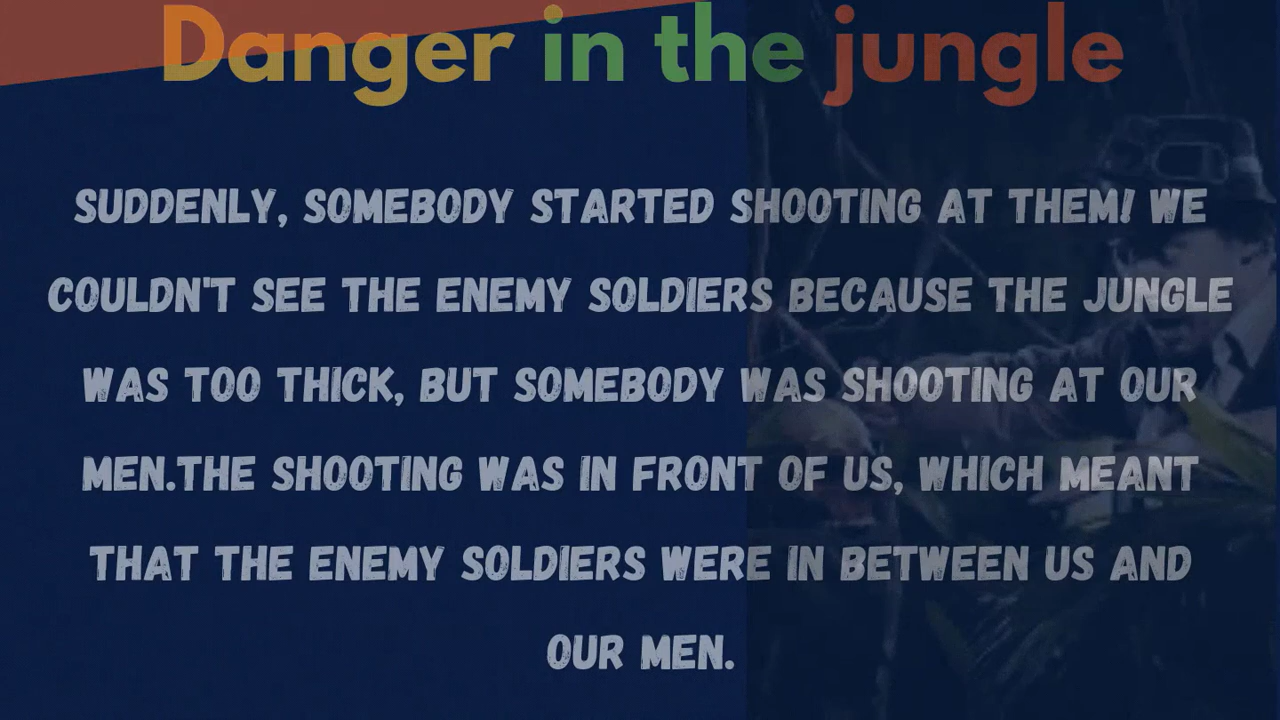 Danger in the jungle
SUDDENLY, SOMEBODY STARTED SHOOTING AT THEM! WE
COULDN'T SEE THE ENEMY SOLDIERS BECAUSE THE JUNGLE
WAS TOO THICK, BUT SOMEBODY WAS SHOOTING AT OUR
MEN.THE SHOOTING WAS IN FRONT OF US, WHICH MEANT
THAT THE ENEMY SOLDIERS WERE IN BETWEEN US AND
OUR MEN.